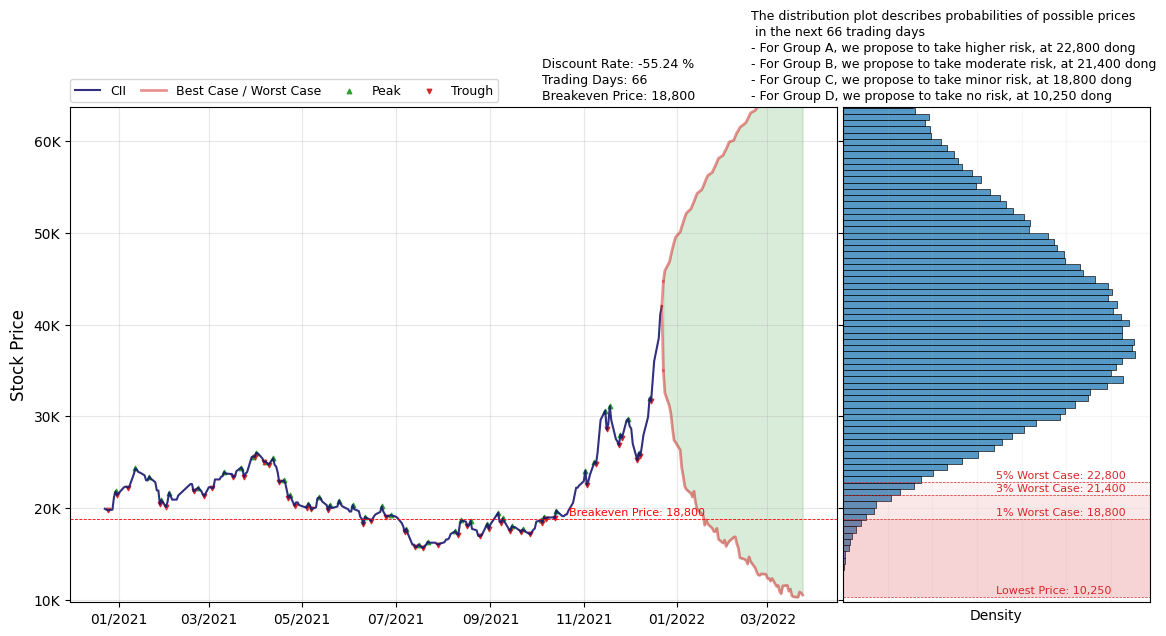 The distribution plot describes probabilities of possible prices
in the next 66 trading days
- For Group A, we propose to take higher risk, at 22,800 dong
- For Group B, we propose to take moderate risk, at 21,400 dong
- For Group C, we propose to take minor risk, at 18,800 dong
- For Group D, we propose to take no risk, at 10,250 dong
Discount Rate: -55.24 %
Trading Days: 66
Breakeven Price: 18,800
CII
Best Case / Worst Case
Peak
Trough
Stock Price
60K
50K
40K
30K
20K
10K
Breakeven Price: 18,800
01/2021
03/2021
05/2021
07/2021
09/2021
11/2021
01/2022
03/2022
5% Worst Case: 22,800
3% Worst Case: 21,400
1% Worst Case: 18,800
Lowest Price: 10,250
Density